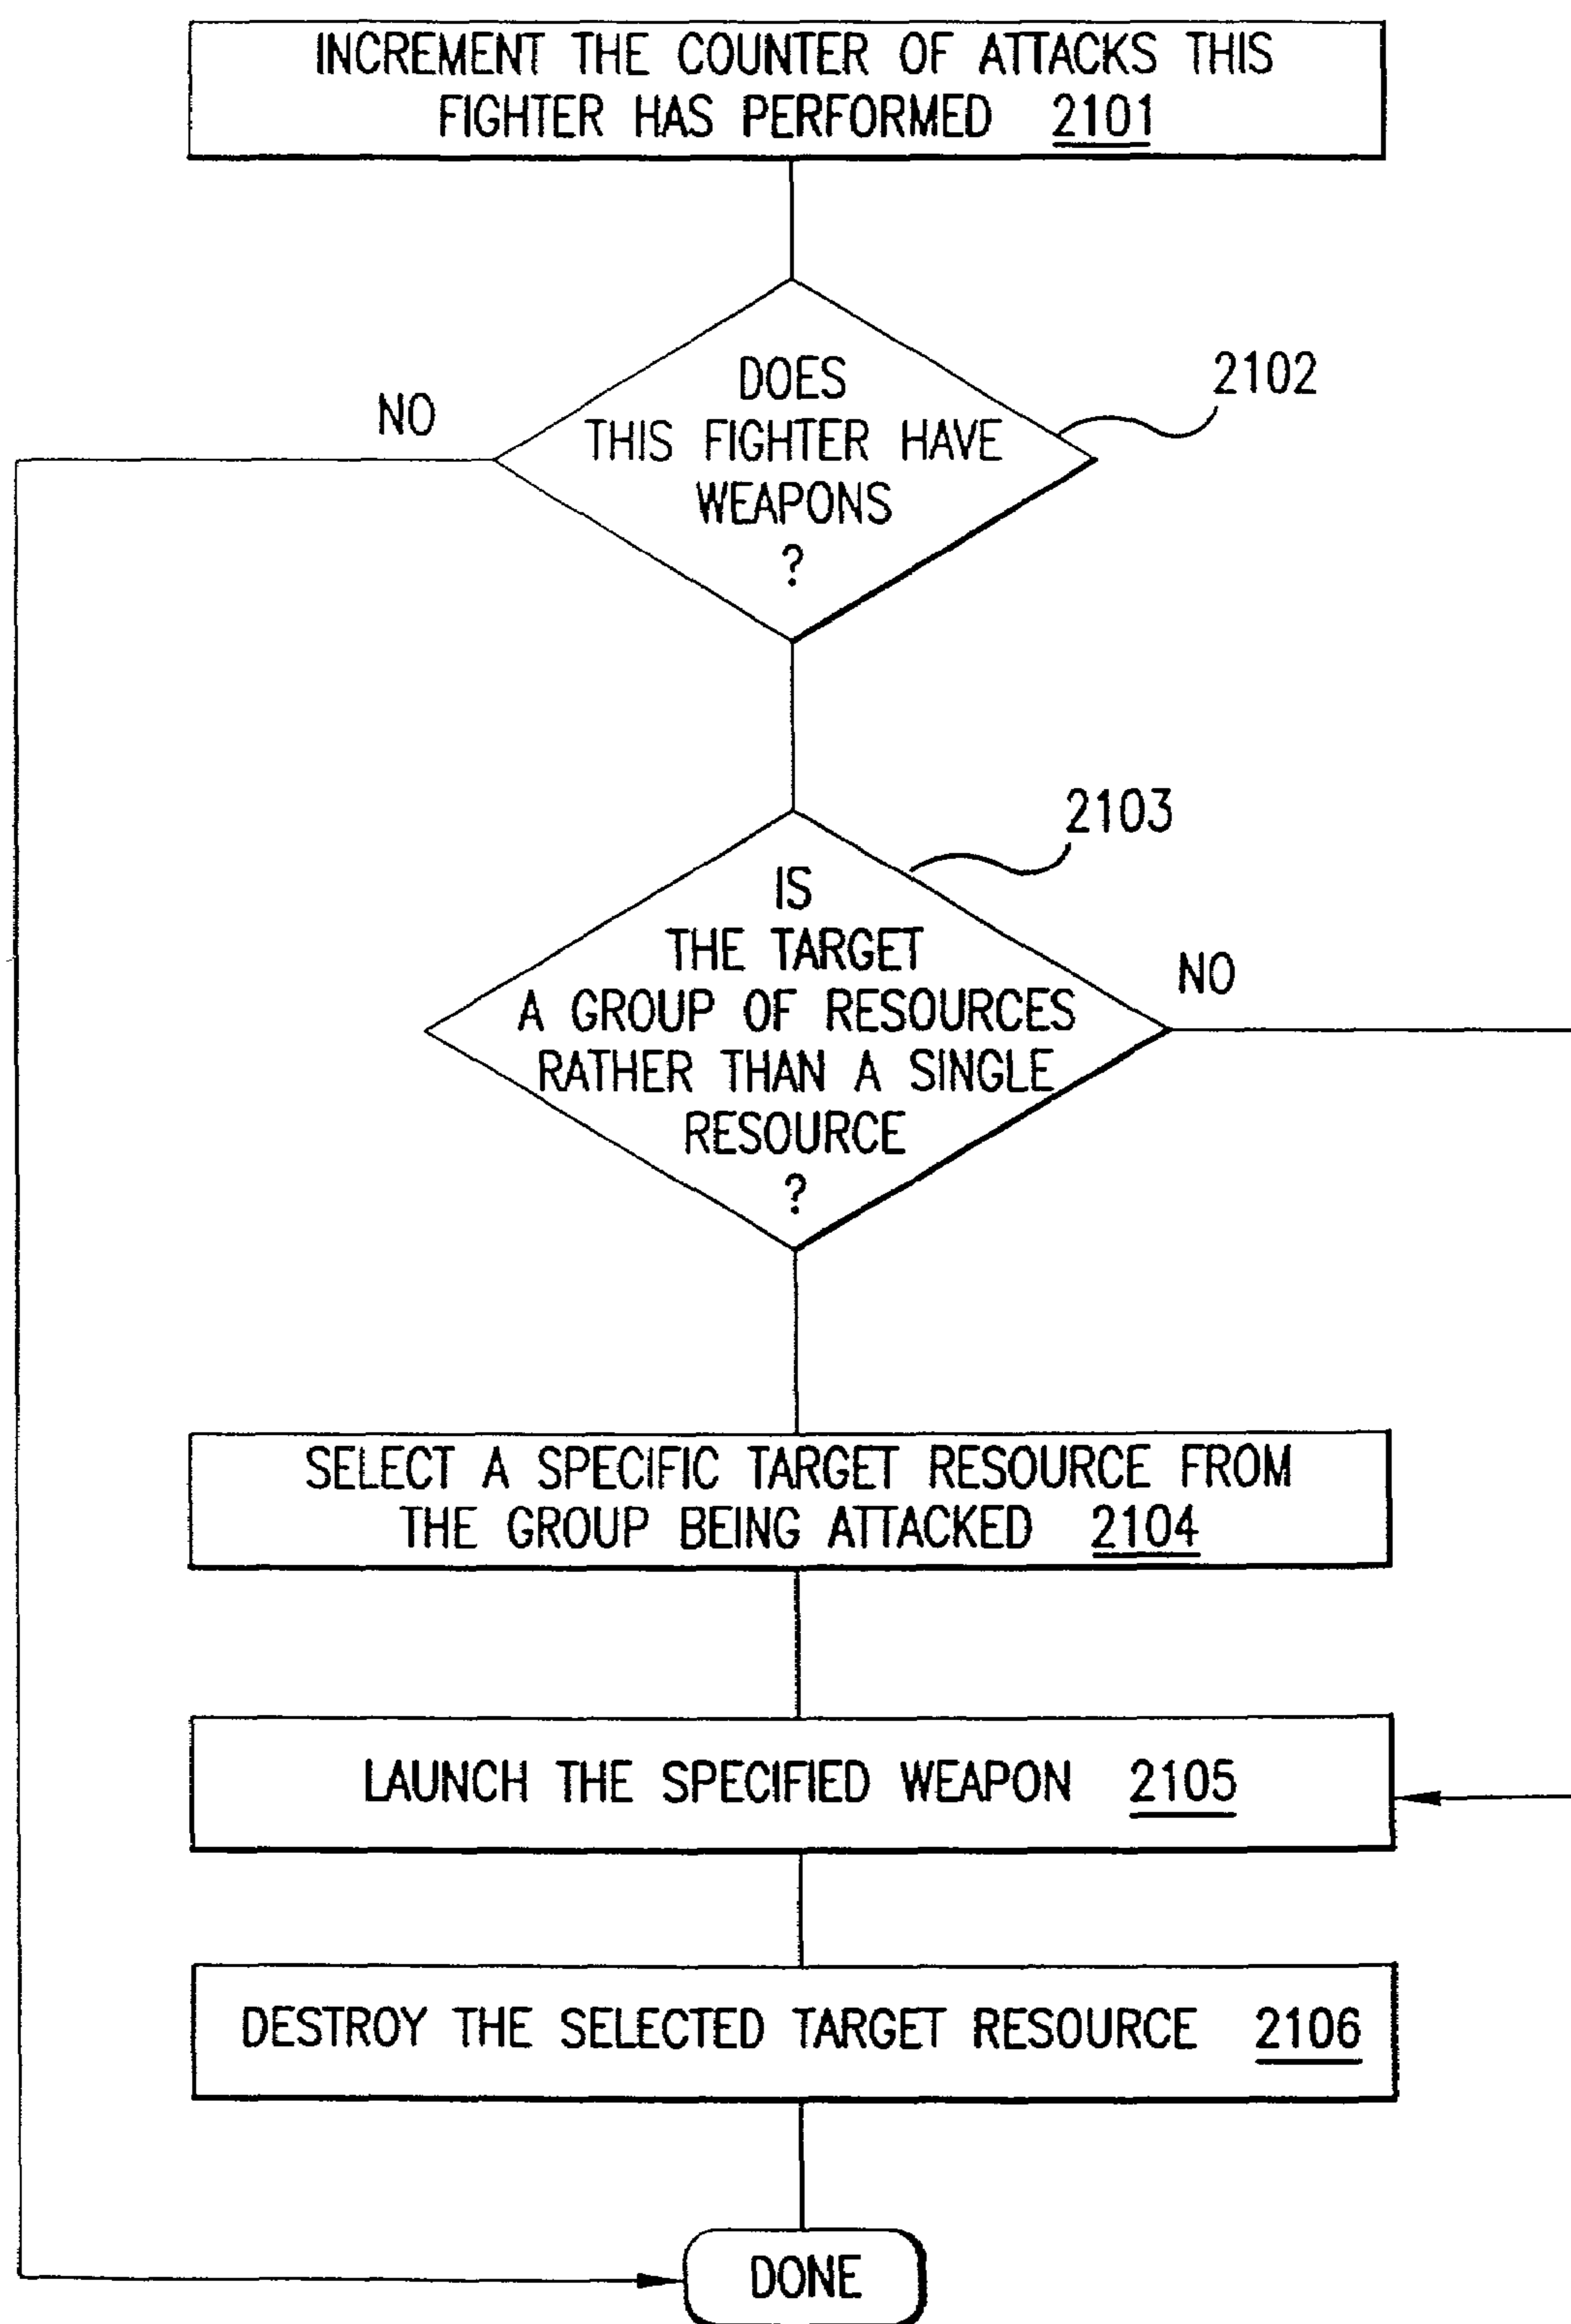 INCREMENT THE COUNTER OF ATTACKS THIS
FIGHTER HAS PERFORMED 2101
DOES
THIS FIGHTER HAVE
WEAPONS
?
NO
2102
IS
THE TARGET
A GROUP OF RESOURCES
RATHER THAN A SINGLE
RESOURCE
?
2103
NO
SELECT A SPECIFIC TARGET RESOURCE FROM
THE GROUP BEING ATTACKED 2104
LAUNCH THE SPECIFIED WEAPON 2105
DESTROY THE SELECTED TARGET RESOURCE 2106
DONE